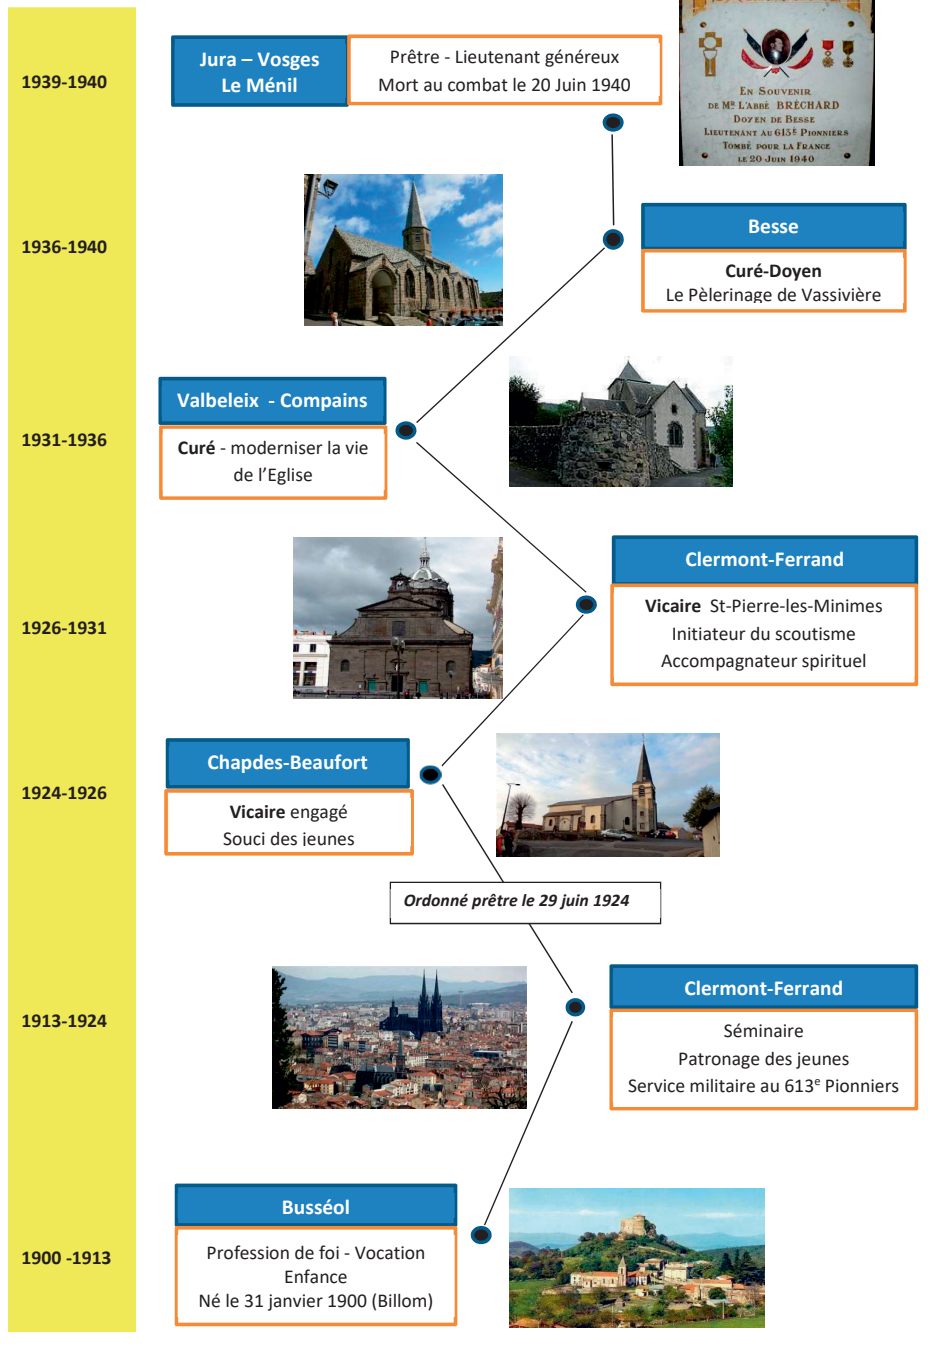 1939-1940
Jura – Vosges
Le Ménil
Prêtre - Lieutenant généreux
Mort au combat le 20 Juin 1940
En Souvenir
de Mr L'Abbé BRÉCHARD
Doyen de Besse
Lieutenant au 613E Pionniers
Tombé pour la France
le 20 Juin 1940
1936-1940
Besse
Curé-Doyen
Le Pèlerinage de Vassivière
1931-1936
Valbeleix - Compains
Curé - moderniser la vie
de l'Eglise
1926-1931
Clermont-Ferrand
Vicaire St-Pierre-les-Minimes
Initiateur du scoutisme
Accompagnateur spirituel
1924-1926
Chapdes-Beaufort
Vicaire engagé
Souci des jeunes
Ordonné prêtre le 29 juin 1924
1913-1924
Clermont-Ferrand
Séminaire
Patronage des jeunes
Service militaire au 613e Pionniers
1900 -1913
Busséol
Profession de foi - Vocation
Enfance
Né le 31 janvier 1900 (Billom)